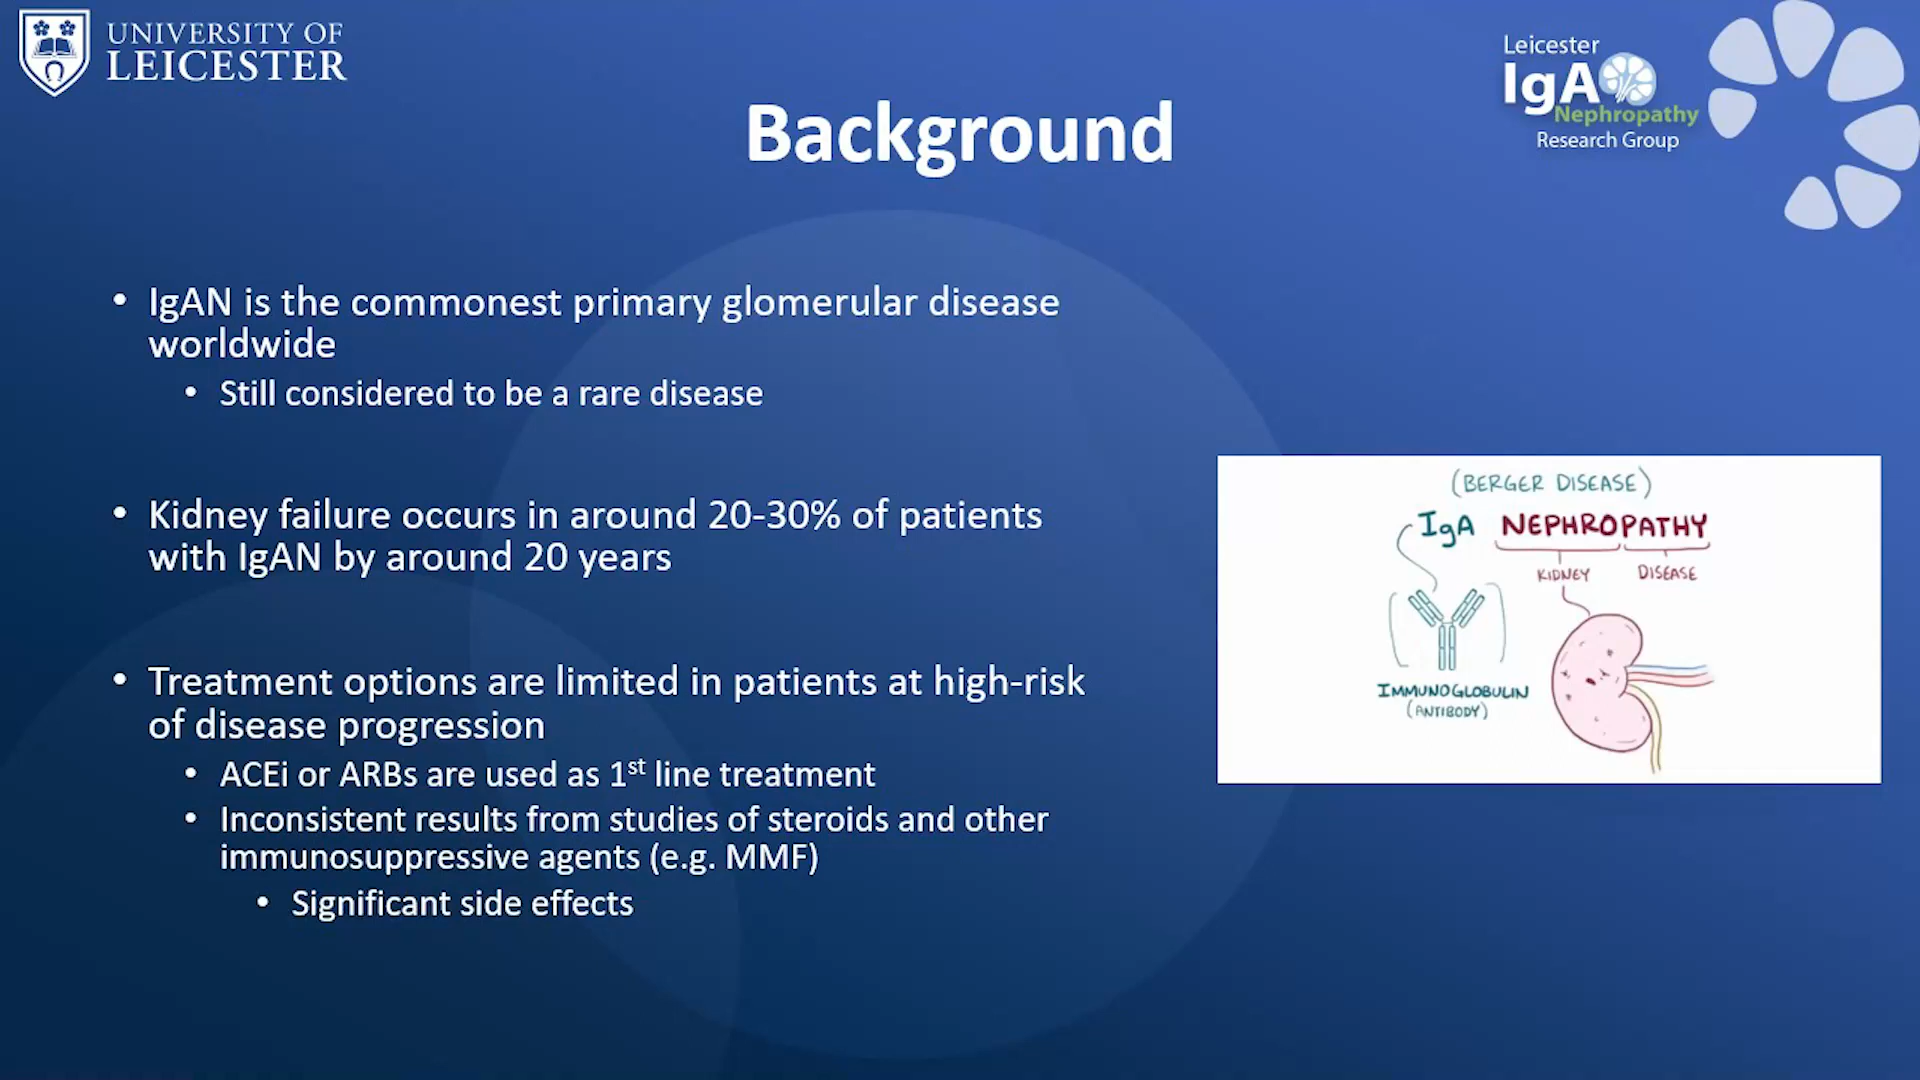 UNIVERSITY OF
LEICESTER
Leicester
IgA
Nephropathy
Research Group
Background
• IgAN is the commonest primary glomerular disease
worldwide
• Still considered to be a rare disease
• Kidney failure occurs in around 20-30% of patients
with IgAN by around 20 years
• Treatment options are limited in patients at high-risk
of disease progression
• ACEi or ARBs are used as 1st line treatment
• Inconsistent results from studies of steroids and other
immunosuppressive agents (e.g. MMF)
• Significant side effects
(BERGER DISEASE)
IgA NEPHROPATHY
KIDNEY DISEASE
IMMUNOGLOBULIN
(ANTIBODY)